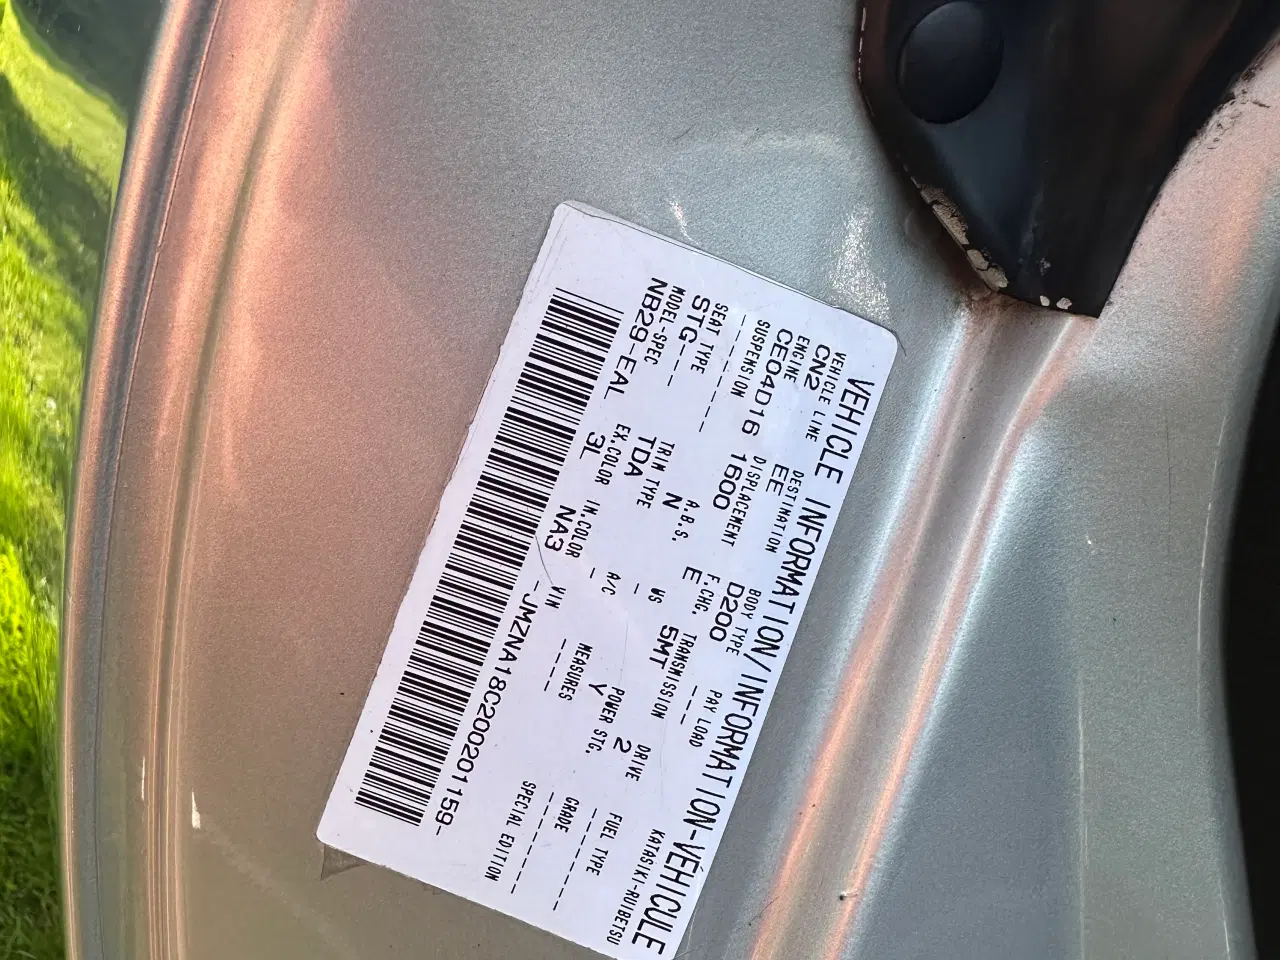 VEHICLE INFORMATION/INFORMATION-VÉHICULE
VEHICLE LINE DESTINATION BODY TYPE PAY LOAD KATASIKI-RUIBETSU
CN2 EE D200 ----
ENGINE DISPLACEMENT F.CHG. TRANSMISSION DRIVE FUEL TYPE
CE04D16 1600 E 5MT 2 ------
SUSPENSION A.B.S. WS POWER STG. GRADE
-------- N - Y --------
SEAT TYPE TRIM TYPE A/C MEASURES SPECIAL EDITION
STG---- TDA - ----
MODEL-SPEC EX.COLOR IN.COLOR VIN
NB29-EAL 3L NA3 -JMZNA18C200201159-